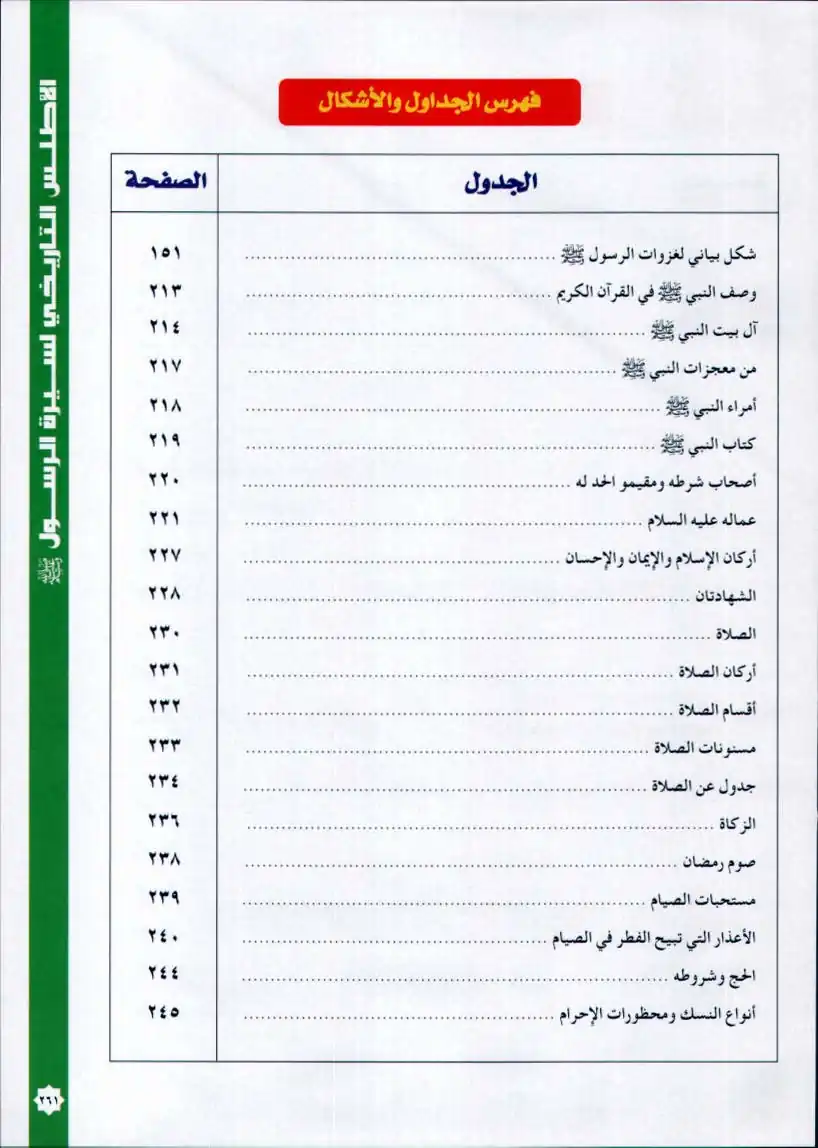 فهرس الجداول والأشكال
الجدول الصفحة
شكل بياني لغزوات الرسول ﷺ ........ ١٥١
وصف النبي ﷺ في القرآن الكريم ........ ٢١٣
آل بيت النبي ﷺ ........ ٢١٤
من معجزات النبي ﷺ ........ ٢١٧
أمراء النبي ﷺ ........ ٢١٨
كتاب النبي ﷺ ........ ٢١٩
أصحاب شرطه ومقيمو الحد له ........ ٢٢٠
عماله عليه السلام ........ ٢٢١
أركان الإسلام والإيمان والإحسان ........ ٢٢٧
الشهادتان ........ ٢٢٨
الصلاة ........ ٢٣٠
أركان الصلاة ........ ٢٣١
أقسام الصلاة ........ ٢٣٢
مسنونات الصلاة ........ ٢٣٣
جدول عن الصلاة ........ ٢٣٤
الزكاة ........ ٢٣٦
صوم رمضان ........ ٢٣٨
مستحبات الصيام ........ ٢٣٩
الأعذار التي تبيح الفطر في الصيام ........ ٢٤٠
الحج وشروطه ........ ٢٤٤
أنواع النسك ومحظورات الإحرام ........ ٢٤٥
الأطلس التاريخي لسيرة الرسول ﷺ
٢٦١